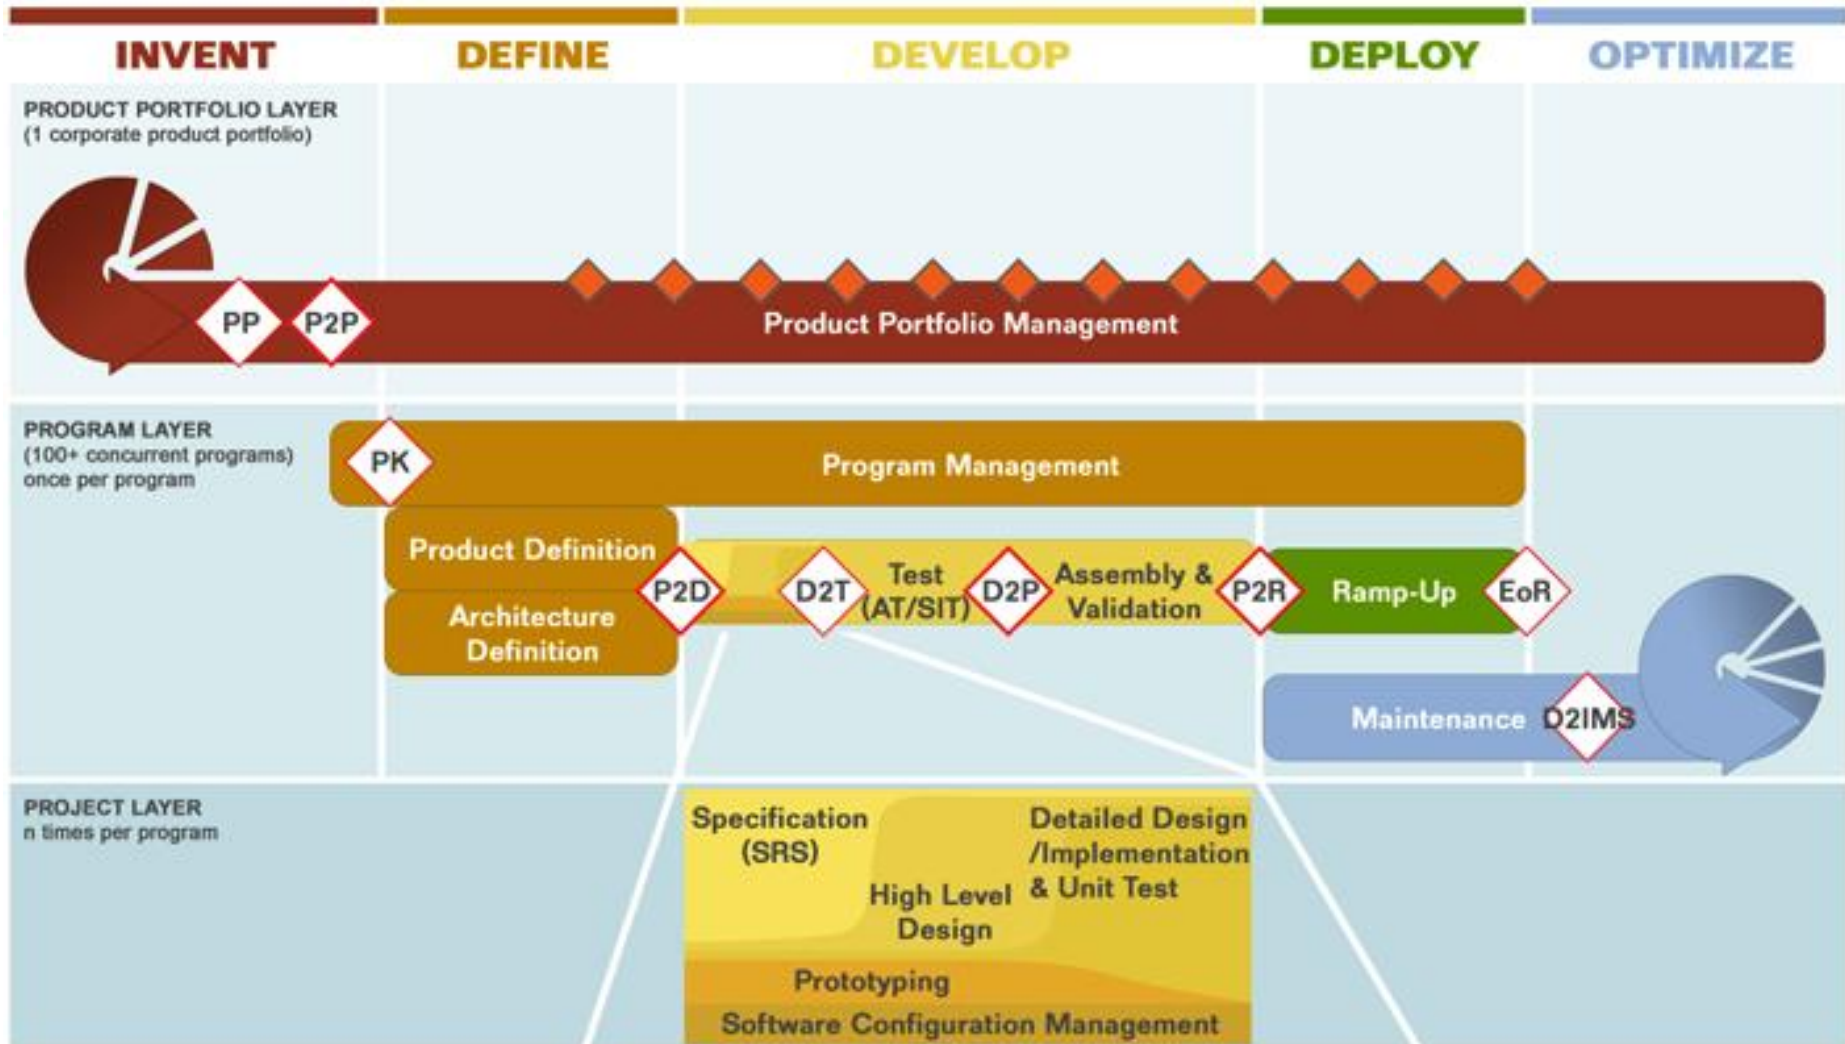 INVENT
DEFINE
DEVELOP
DEPLOY
OPTIMIZE
PRODUCT PORTFOLIO LAYER
(1 corporate product portfolio)
PP
P2P
Product Portfolio Management
PROGRAM LAYER
(100+ concurrent programs)
once per program
PK
Program Management
Product Definition
Architecture
Definition
P2D
D2T
Test
(AT/SIT)
D2P
Assembly &
Validation
P2R
Ramp-Up
EoR
Maintenance
D2IMS
PROJECT LAYER
n times per program
Specification
(SRS)
High Level
Design
Detailed Design
/Implementation
& Unit Test
Prototyping
Software Configuration Management